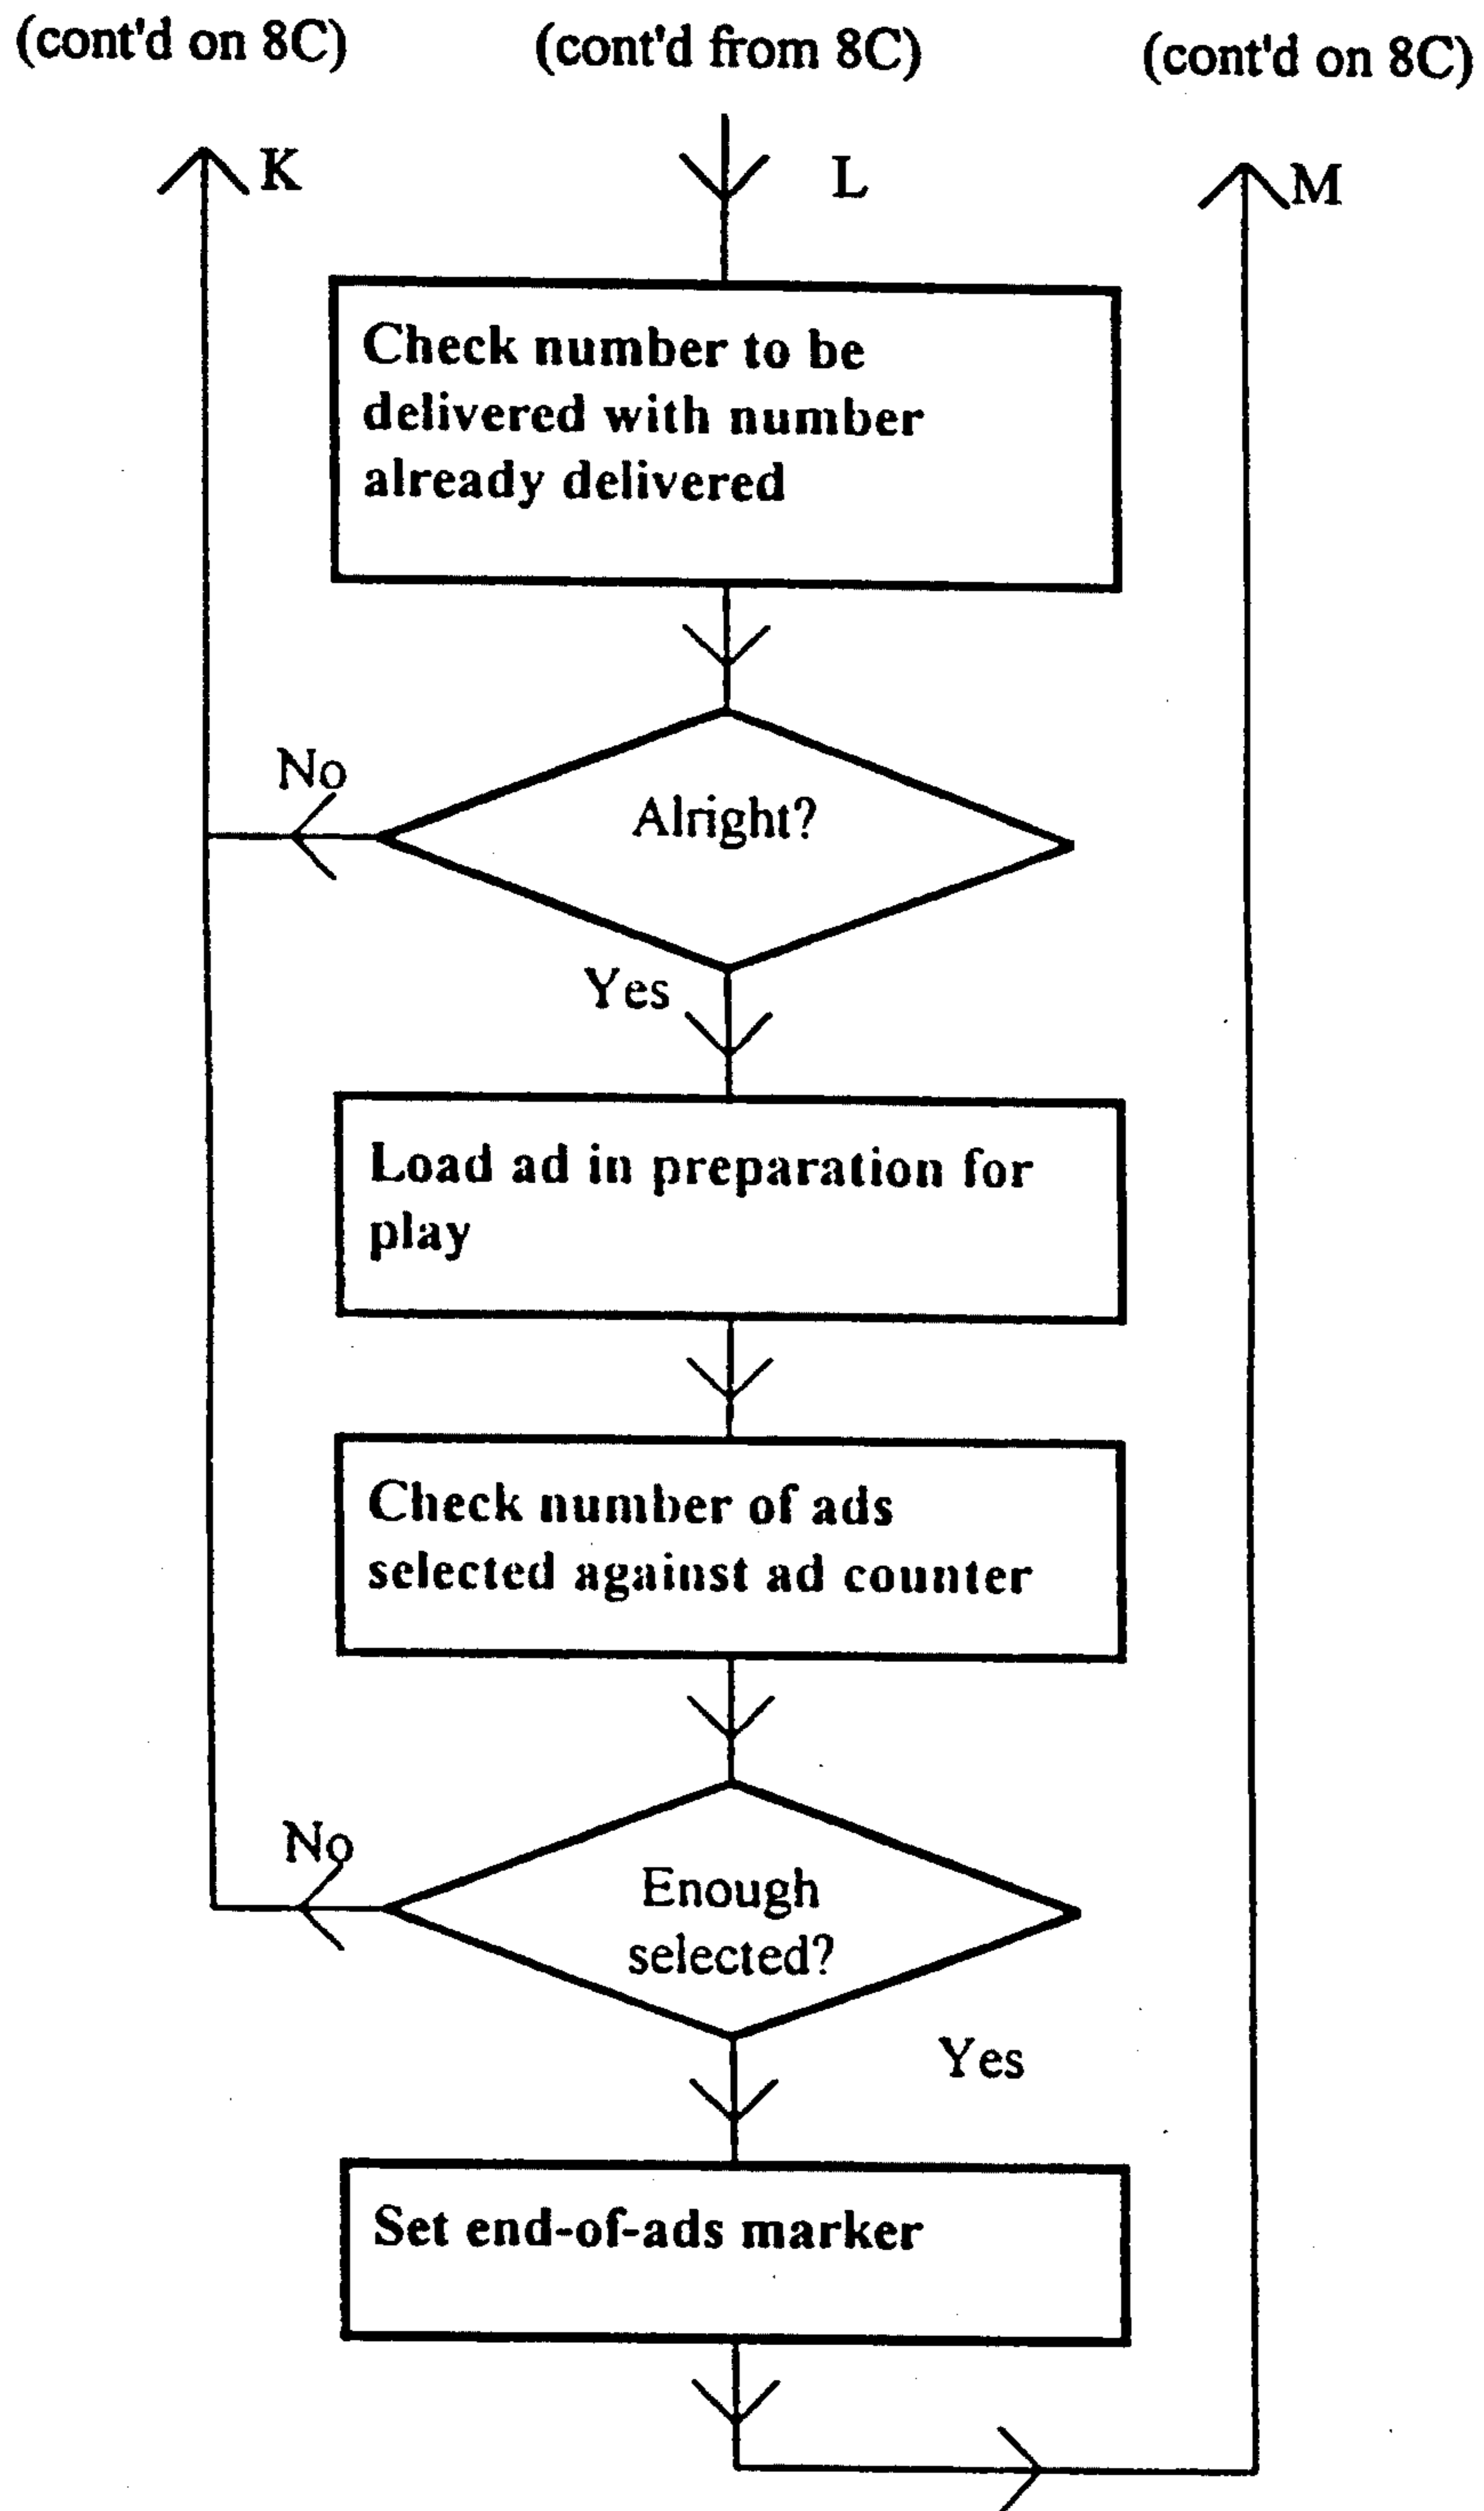 (cont'd on 8C) (cont'd from 8C) (cont'd on 8C)
K L M
Check number to be
delivered with number
already delivered
No
Alright?
Yes
Load ad in preparation for
play
Check number of ads
selected against ad counter
No
Enough
selected?
Yes
Set end-of-ads marker